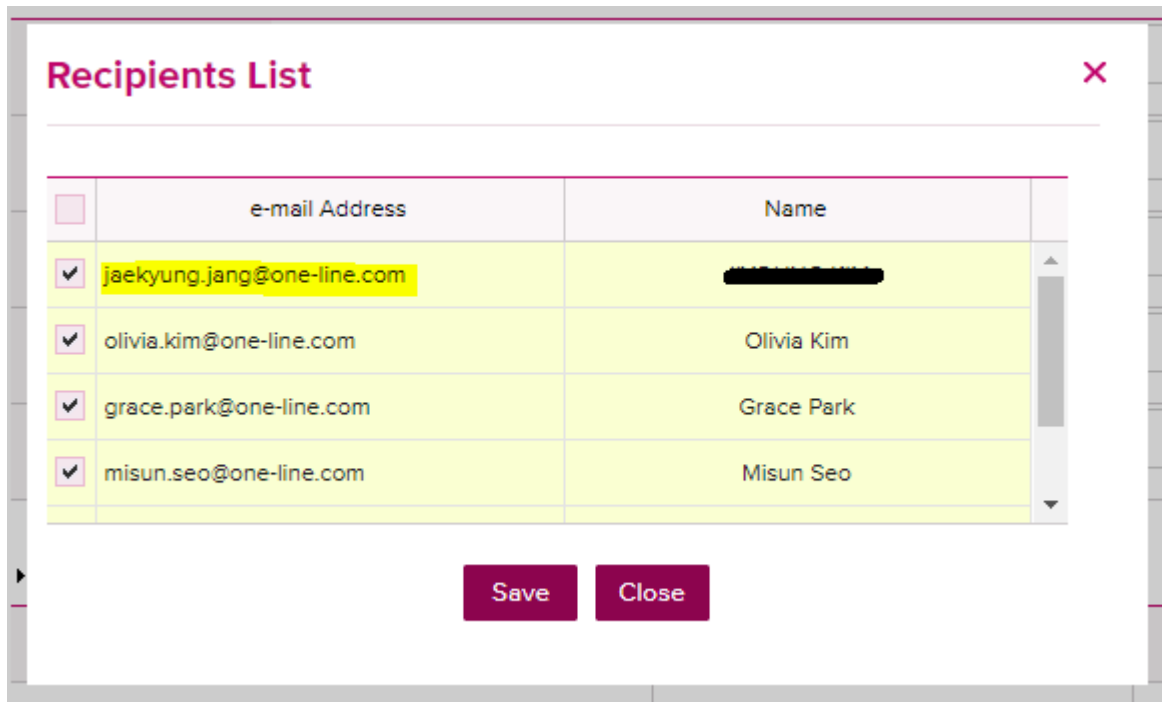 Recipients List
e-mail Address Name
jaekyung.jang@one-line.com
olivia.kim@one-line.com Olivia Kim
grace.park@one-line.com Grace Park
misun.seo@one-line.com Misun Seo
Save Close